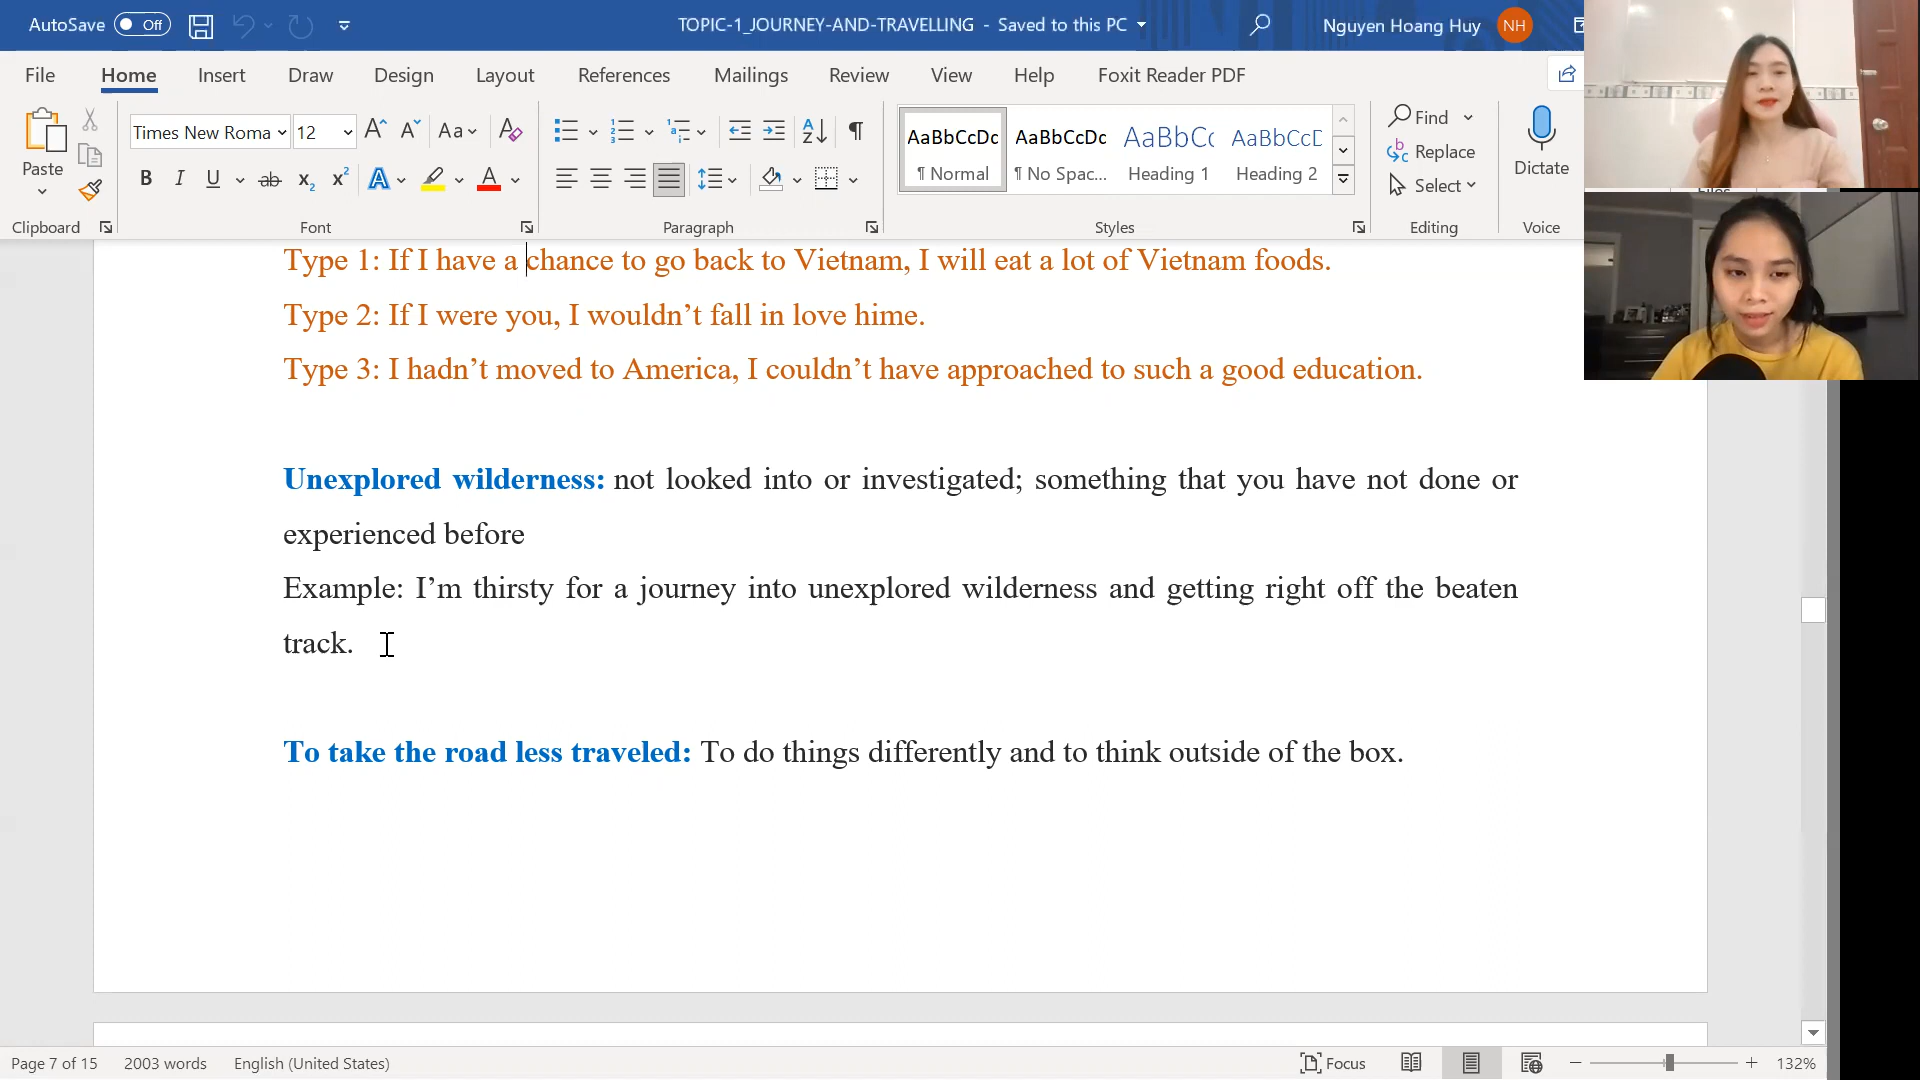 AutoSave Off TOPIC-1_JOURNEY-AND-TRAVELLING - Saved to this PC Nguyen Hoang Huy NH
File Home Insert Draw Design Layout References Mailings Review View Help Foxit Reader PDF
Paste Times New Roma 12 Aa AaBbCcDc AaBbCcDc AaBbCc AaBbCcD Find
¶ Normal ¶ No Spac... Heading 1 Heading 2 Replace
Select Dictate
Clipboard Font Paragraph Styles Editing Voice
Type 1: If I have a chance to go back to Vietnam, I will eat a lot of Vietnam foods.
Type 2: If I were you, I wouldn’t fall in love hime.
Type 3: I hadn’t moved to America, I couldn’t have approached to such a good education.
Unexplored wilderness: not looked into or investigated; something that you have not done or
experienced before
Example: I’m thirsty for a journey into unexplored wilderness and getting right off the beaten
track.
To take the road less traveled: To do things differently and to think outside of the box.
Page 7 of 15 2003 words English (United States) Focus 132%